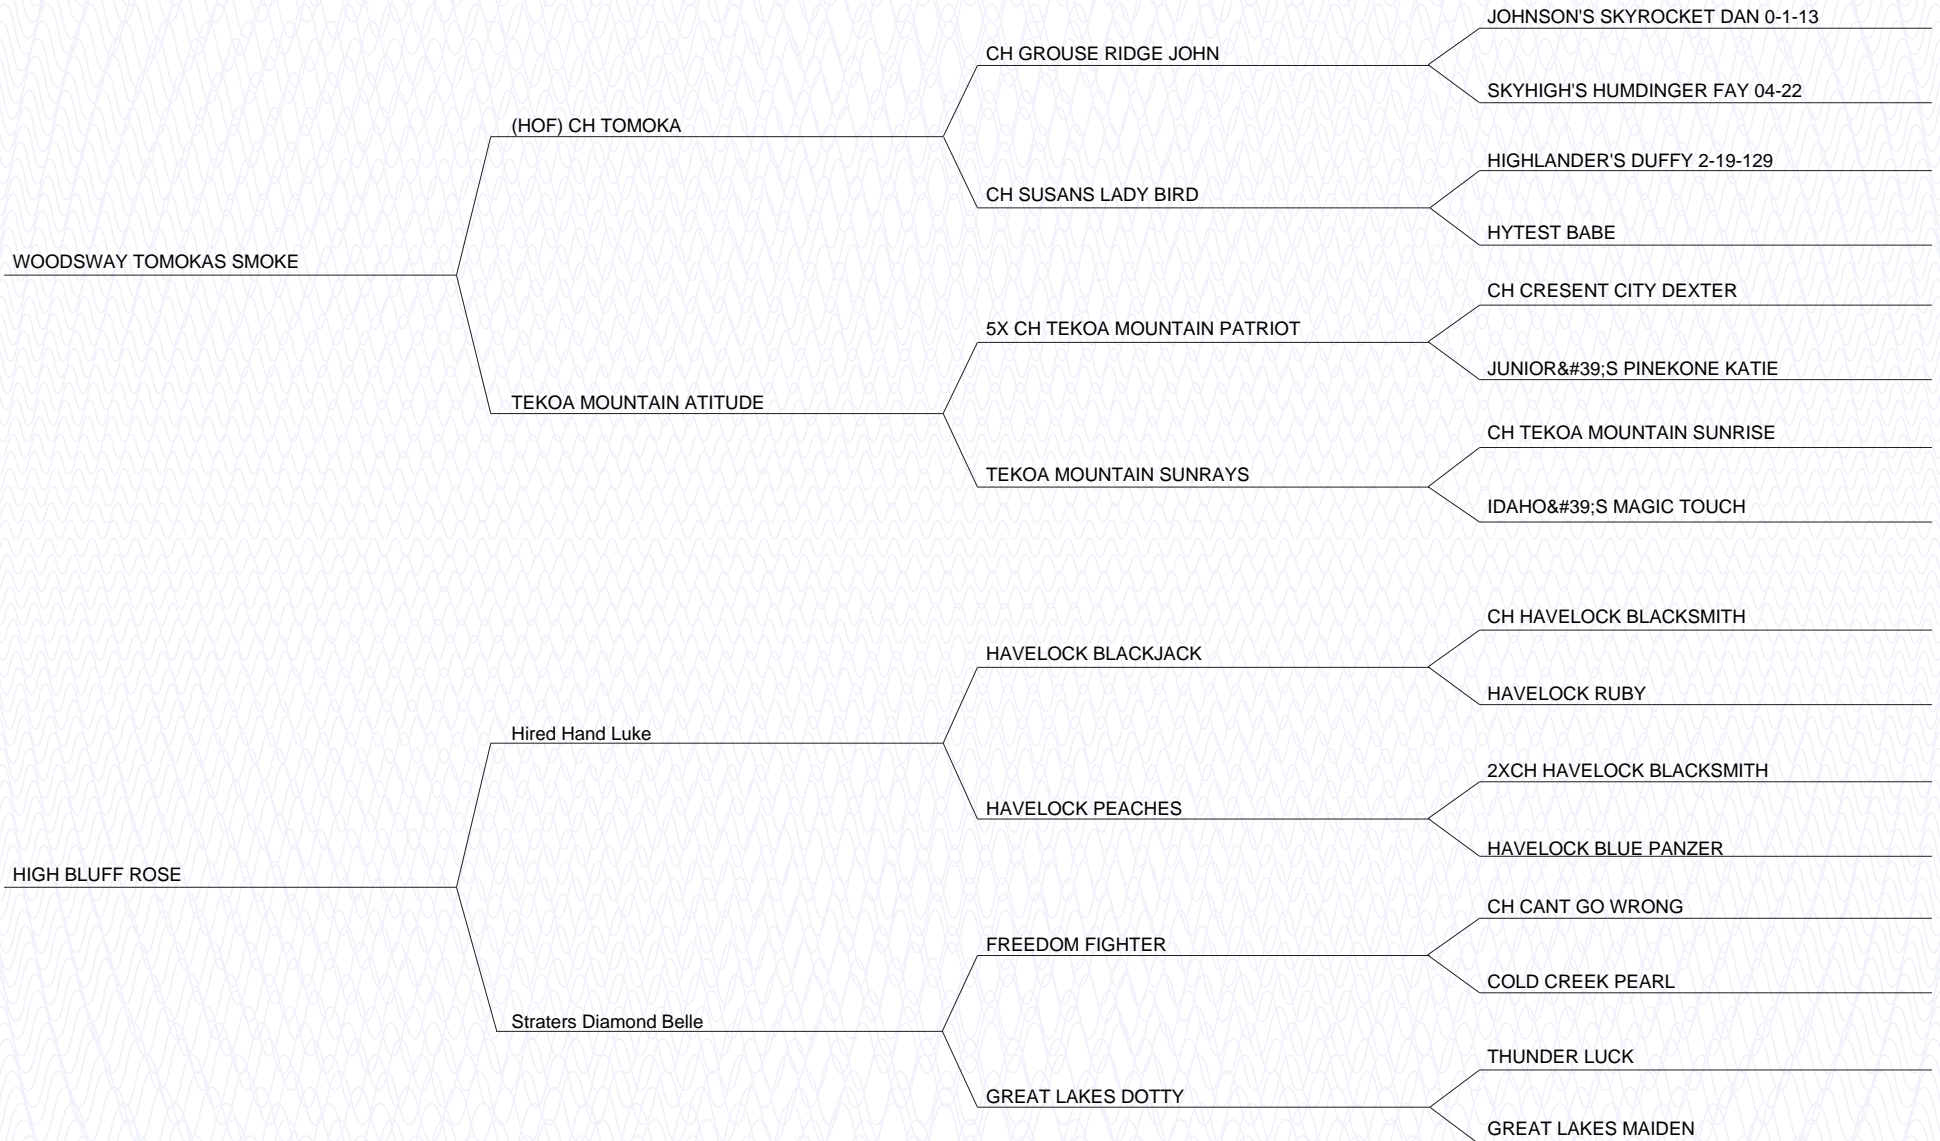 WOODSWAY TOMOKAS SMOKE
(HOF) CH TOMOKA
CH GROUSE RIDGE JOHN
JOHNSON'S SKYROCKET DAN 0-1-13
SKYHIGH'S HUMDINGER FAY 04-22
CH SUSANS LADY BIRD
HIGHLANDER'S DUFFY 2-19-129
HYTEST BABE
TEKOA MOUNTAIN ATITUDE
5X CH TEKOA MOUNTAIN PATRIOT
CH CRESENT CITY DEXTER
JUNIOR&#39;S PINEKONE KATIE
TEKOA MOUNTAIN SUNRAYS
CH TEKOA MOUNTAIN SUNRISE
IDAHO&#39;S MAGIC TOUCH
HIGH BLUFF ROSE
Hired Hand Luke
HAVELOCK BLACKJACK
CH HAVELOCK BLACKSMITH
HAVELOCK RUBY
HAVELOCK PEACHES
2XCH HAVELOCK BLACKSMITH
HAVELOCK BLUE PANZER
Straters Diamond Belle
FREEDOM FIGHTER
CH CANT GO WRONG
COLD CREEK PEARL
GREAT LAKES DOTTY
THUNDER LUCK
GREAT LAKES MAIDEN